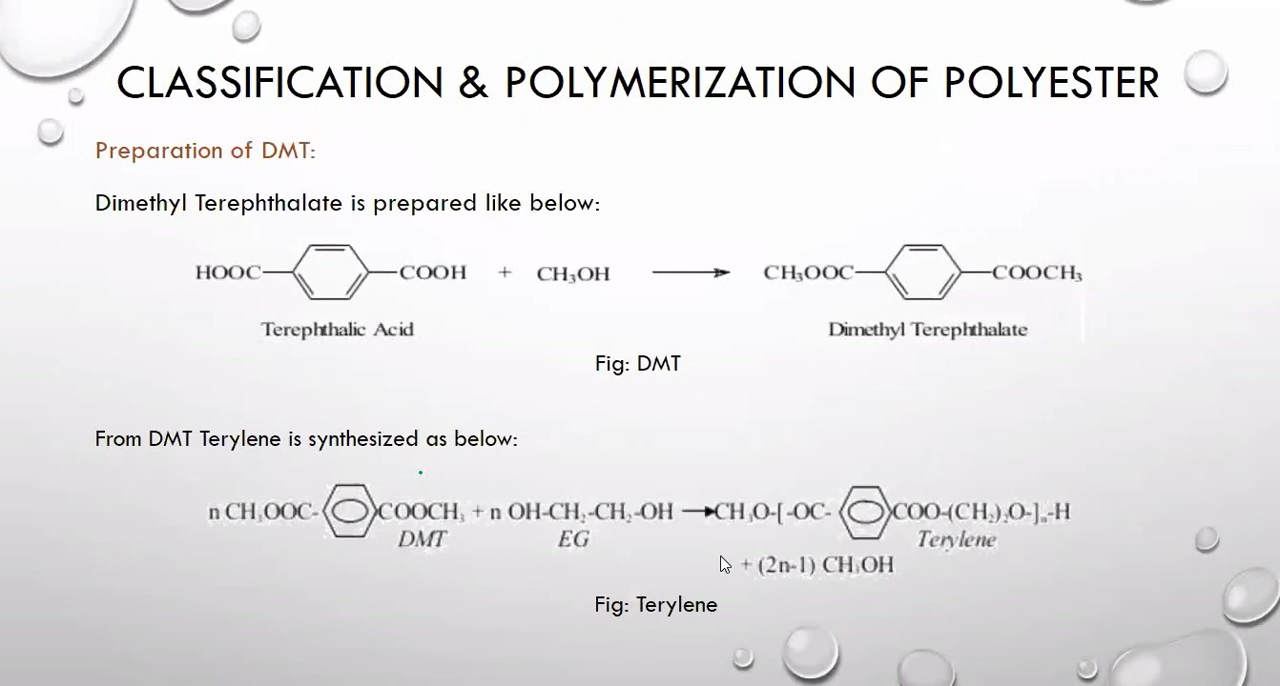 CLASSIFICATION & POLYMERIZATION OF POLYESTER
Preparation of DMT:
Dimethyl Terephthalate is prepared like below:
HOOC COOH + CH₃OH CH₃OOC COOCH₃
Terephthalic Acid Dimethyl Terephthalate
Fig: DMT
From DMT Terylene is synthesized as below:
n CH₃OOC- COOCH₃ + n OH-CH₂-CH₂-OH → CH₃O-[-OC- COO-(CH₂)₂O-]ₙ-H
DMT EG Terylene
+ (2n-1) CH₃OH
Fig: Terylene